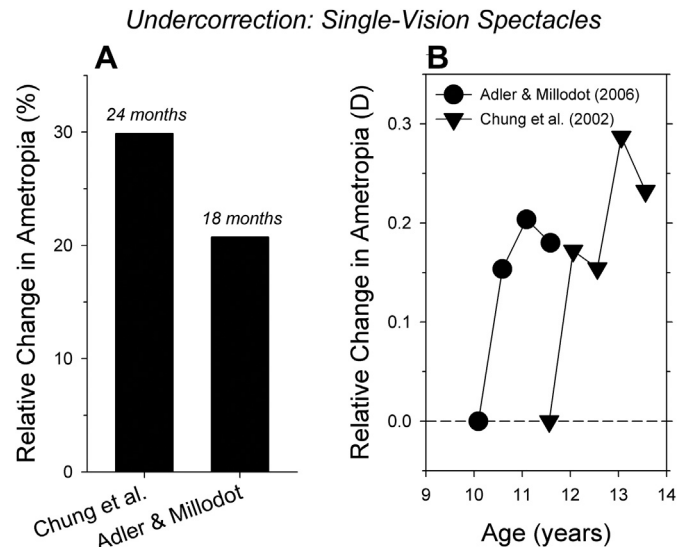 Undercorrection: Single-Vision Spectacles
A
Relative Change in Ametropia (%)
30
20
10
0
24 months
18 months
Chung et al.
Adler & Millodot
B
Relative Change in Ametropia (D)
0.3
0.2
0.1
0.0
Adler & Millodot (2006)
Chung et al. (2002)
9 10 11 12 13 14
Age (years)